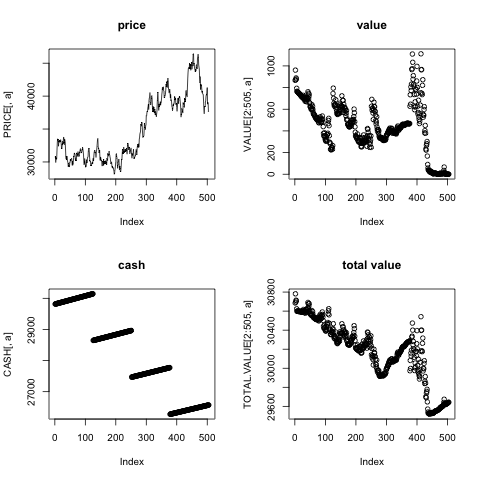 price
PRICE[, a]
30000 40000
0 100 200 300 400 500
Index
value
VALUE[2:505, a]
0 200 600 1000
0 100 200 300 400 500
Index
cash
CASH[, a]
27000 29000
0 100 200 300 400 500
Index
total value
TOTAL.VALUE[2:505, a]
29600 30000 30400 30800
0 100 200 300 400 500
Index